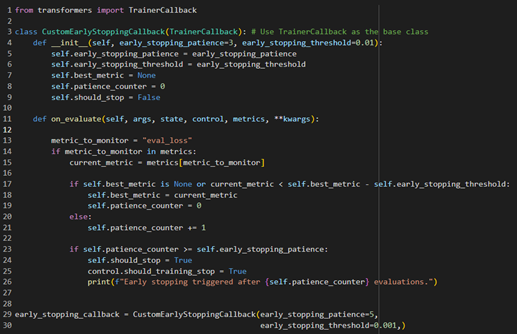 1 from transformers import TrainerCallback
2
3 class CustomEarlyStoppingCallback(TrainerCallback): # Use TrainerCallback as the base class
4     def __init__(self, early_stopping_patience=3, early_stopping_threshold=0.01):
5         self.early_stopping_patience = early_stopping_patience
6         self.early_stopping_threshold = early_stopping_threshold
7         self.best_metric = None
8         self.patience_counter = 0
9         self.should_stop = False
10
11     def on_evaluate(self, args, state, control, metrics, **kwargs):
12
13         metric_to_monitor = "eval_loss"
14         if metric_to_monitor in metrics:
15             current_metric = metrics[metric_to_monitor]
16
17             if self.best_metric is None or current_metric < self.best_metric - self.early_stopping_threshold:
18                 self.best_metric = current_metric
19                 self.patience_counter = 0
20             else:
21                 self.patience_counter += 1
22
23             if self.patience_counter >= self.early_stopping_patience:
24                 self.should_stop = True
25                 control.should_training_stop = True
26                 print(f"Early stopping triggered after {self.patience_counter} evaluations.")
27
28
29 early_stopping_callback = CustomEarlyStoppingCallback(early_stopping_patience=5,
30                                                       early_stopping_threshold=0.001,)